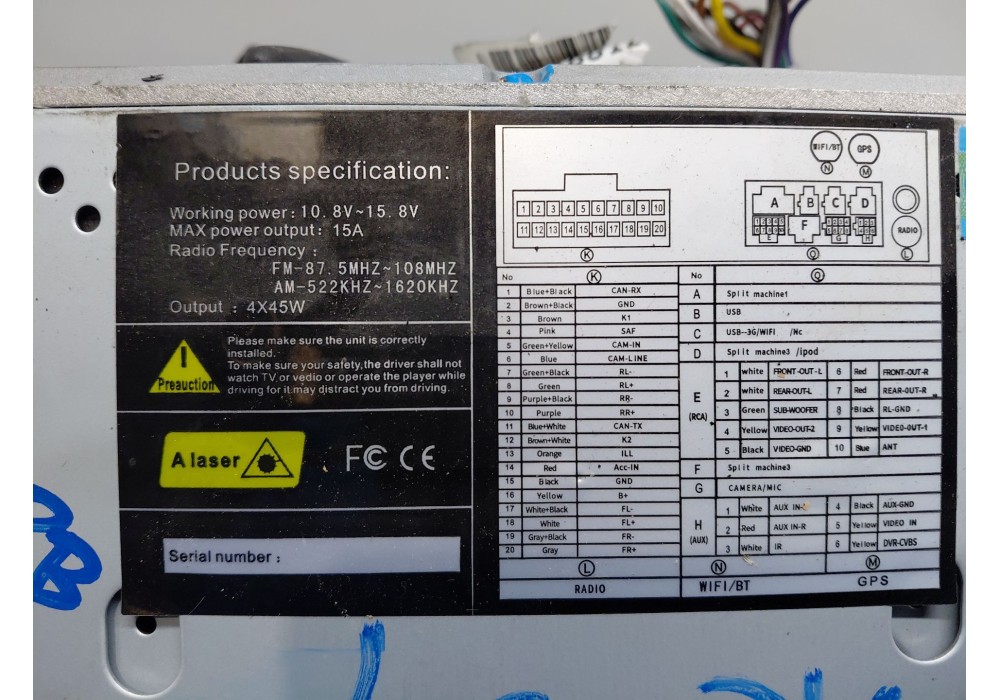 Products specification:
Working power: 10.8V~15.8V
MAX power output: 15A
Radio Frequency :
FM-87.5MHZ~108MHZ
AM-522KHZ~1620KHZ
Output : 4X45W
Please make sure the unit is correctly
installed.
To make sure your safety,the driver shall not
watch TV or vedio or operate the player while
driving for it may distract you from driving.
Preauction
A laser
FC CE
Serial number :
WIFI/BT GPS
N M
1 2 3 4 5 6 7 8 9 10
11 12 13 14 15 16 17 18 19 20
K
A B C D
E F G H
Q
RADIO
L
No K
1 Blue+Black CAN-RX
2 Brown+Black GND
3 Brown K1
4 Pink SAF
5 Green+Yellow CAM-IN
6 Blue CAM-LINE
7 Green+Black RL-
8 Green RL+
9 Purple+Black RR-
10 Purple RR+
11 Blue+White CAN-TX
12 Brown+White K2
13 Orange ILL
14 Red Acc-IN
15 Black GND
16 Yellow B+
17 White+Black FL-
18 White FL+
19 Gray+Black FR-
20 Gray FR+
No Q
A Split machine1
B USB
C USB--3G/WIFI /Nc
D Split machine3 /ipod
E (RCA)
1 white FRONT-OUT-L 6 Red FRONT-OUT-R
2 white REAR-OUT-L 7 Red REAR-OUT-R
3 Green SUB-WOOFER 8 Black RL-GND
4 Yellow VIDEO-OUT-2 9 Yellow VIDEO-OUT-1
5 Black VIDEO-GND 10 Blue ANT
F Split machine3
G CAMERA/MIC
H (AUX)
1 White AUX IN-L 4 Black AUX-GND
2 Red AUX IN-R 5 Yellow VIDEO IN
3 White IR 6 Yellow DVR-CVBS
L N M
RADIO WIFI/BT GPS